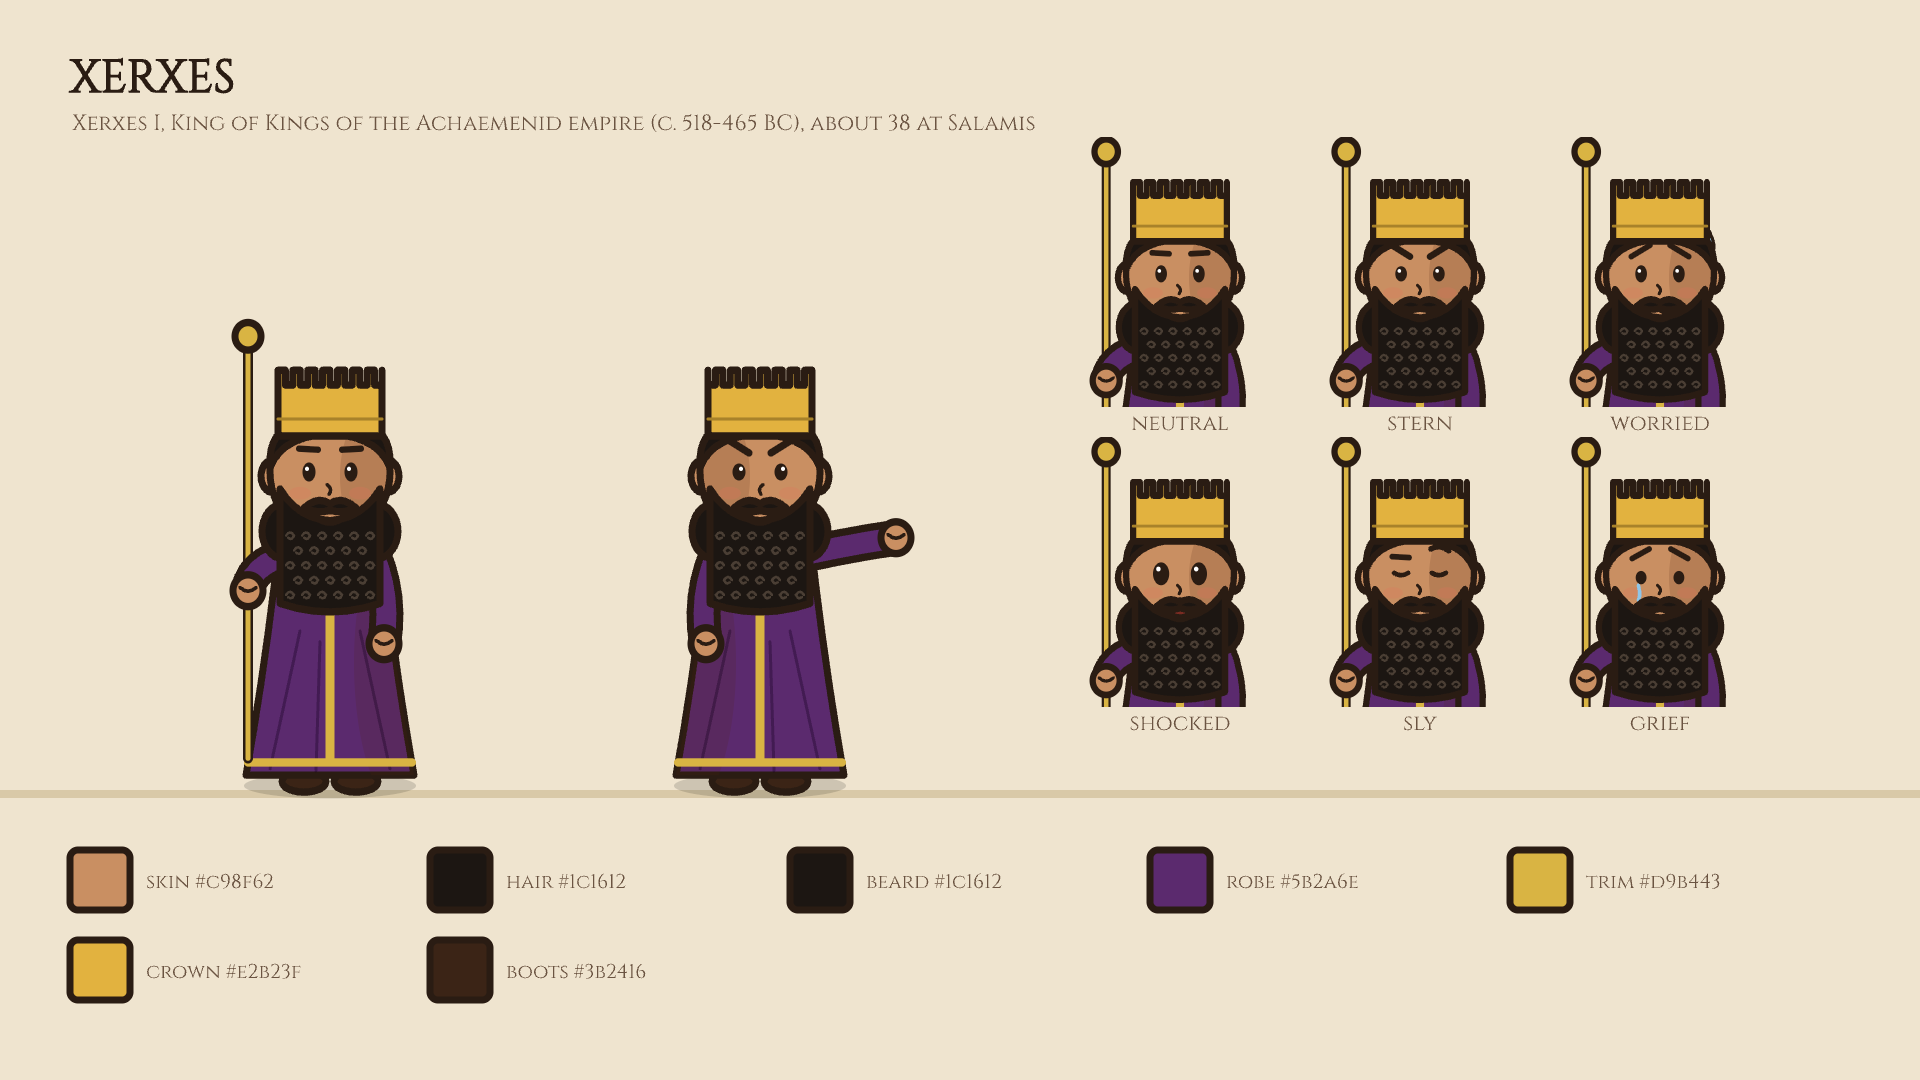 XERXES
Xerxes I, King of Kings of the Achaemenid empire (c. 518-465 BC), about 38 at Salamis
NEUTRAL
STERN
WORRIED
SHOCKED
SLY
GRIEF
SKIN #C98F62
HAIR #1C1612
BEARD #1C1612
ROBE #5B2A6E
TRIM #D9B443
CROWN #E2B23F
BOOTS #3B2416